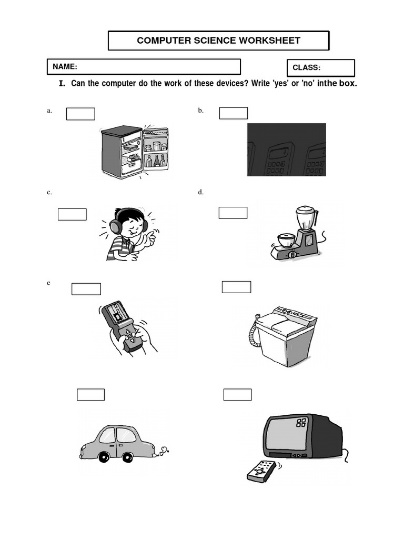 COMPUTER SCIENCE WORKSHEET
NAME:
CLASS:
I. Can the computer do the work of these devices? Write 'yes' or 'no' inthe box.
a.
b.
c.
d.
e
88